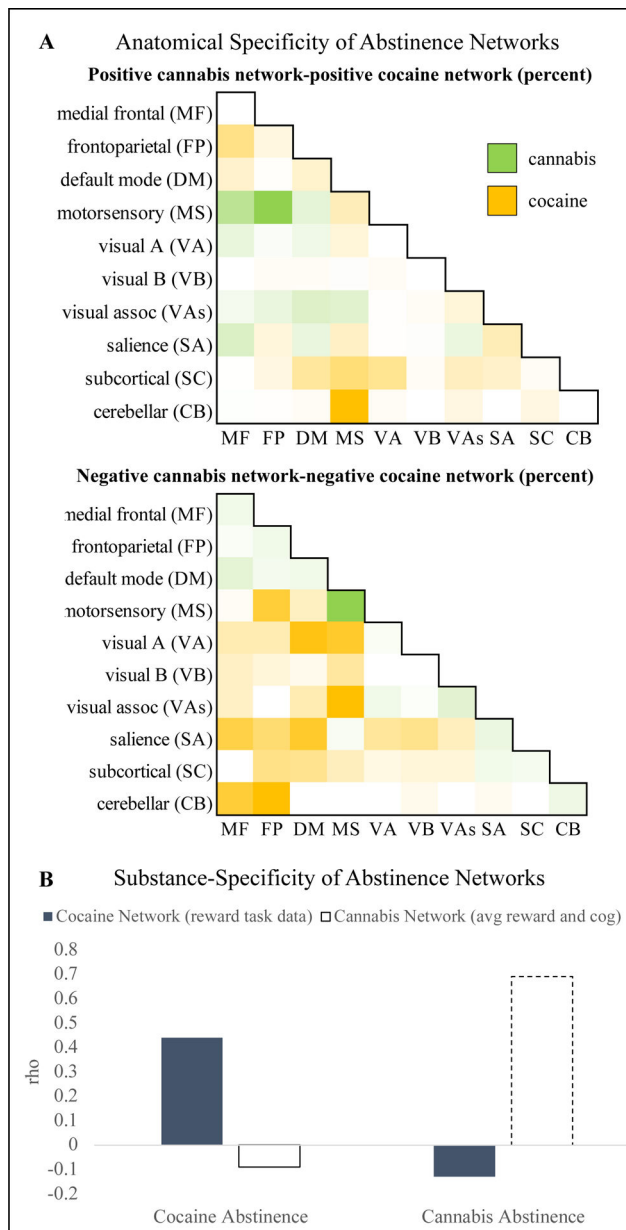 A Anatomical Specificity of Abstinence Networks
Positive cannabis network-positive cocaine network (percent)
medial frontal (MF)
frontoparietal (FP)
default mode (DM)
motorsensory (MS)
visual A (VA)
visual B (VB)
visual assoc (VAs)
salience (SA)
subcortical (SC)
cerebellar (CB)
cannabis
cocaine
MF FP DM MS VA VB VAs SA SC CB
Negative cannabis network-negative cocaine network (percent)
medial frontal (MF)
frontoparietal (FP)
default mode (DM)
motorsensory (MS)
visual A (VA)
visual B (VB)
visual assoc (VAs)
salience (SA)
subcortical (SC)
cerebellar (CB)
MF FP DM MS VA VB VAs SA SC CB
B Substance-Specificity of Abstinence Networks
Cocaine Network (reward task data) Cannabis Network (avg reward and cog)
0.8
0.7
0.6
0.5
0.4
0.3
0.2
0.1
0
-0.1
-0.2
rho
Cocaine Abstinence Cannabis Abstinence